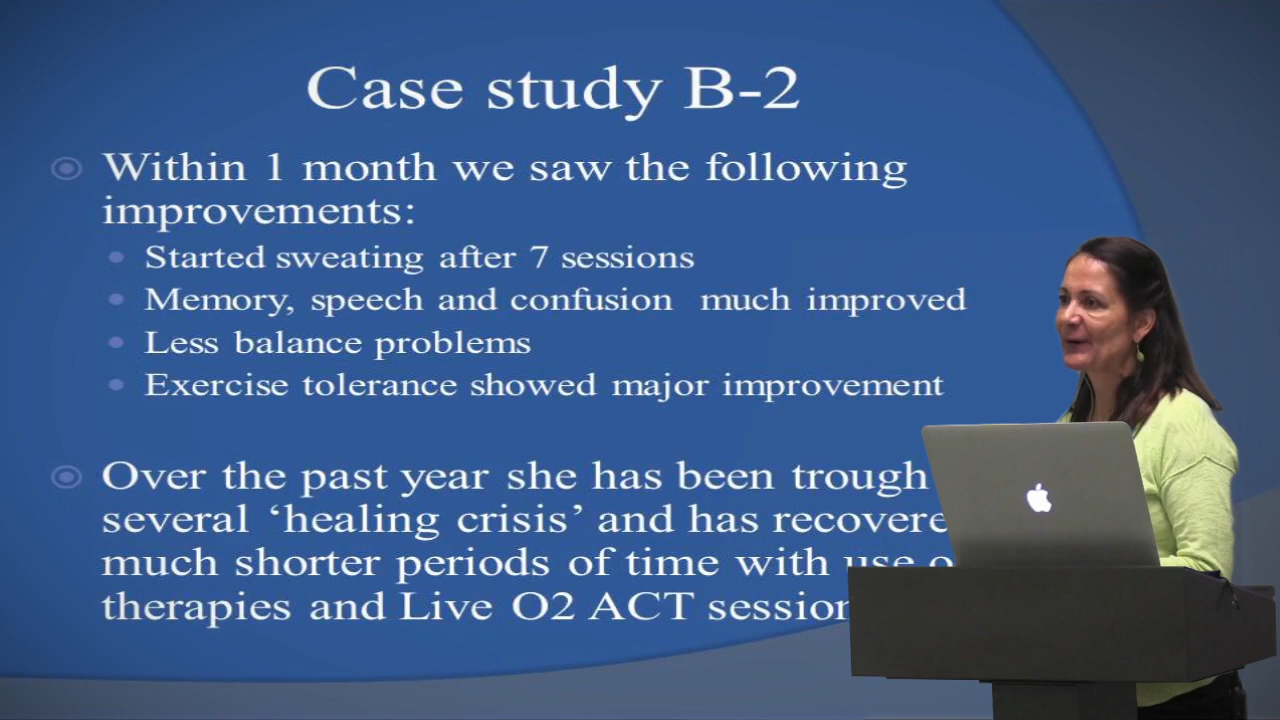 Case study B-2
Within 1 month we saw the following
improvements:
Started sweating after 7 sessions
Memory, speech and confusion much improved
Less balance problems
Exercise tolerance showed major improvement
Over the past year she has been trough
several ‘healing crisis’ and has
much shorter periods of time with use
therapies and Live O2 ACT